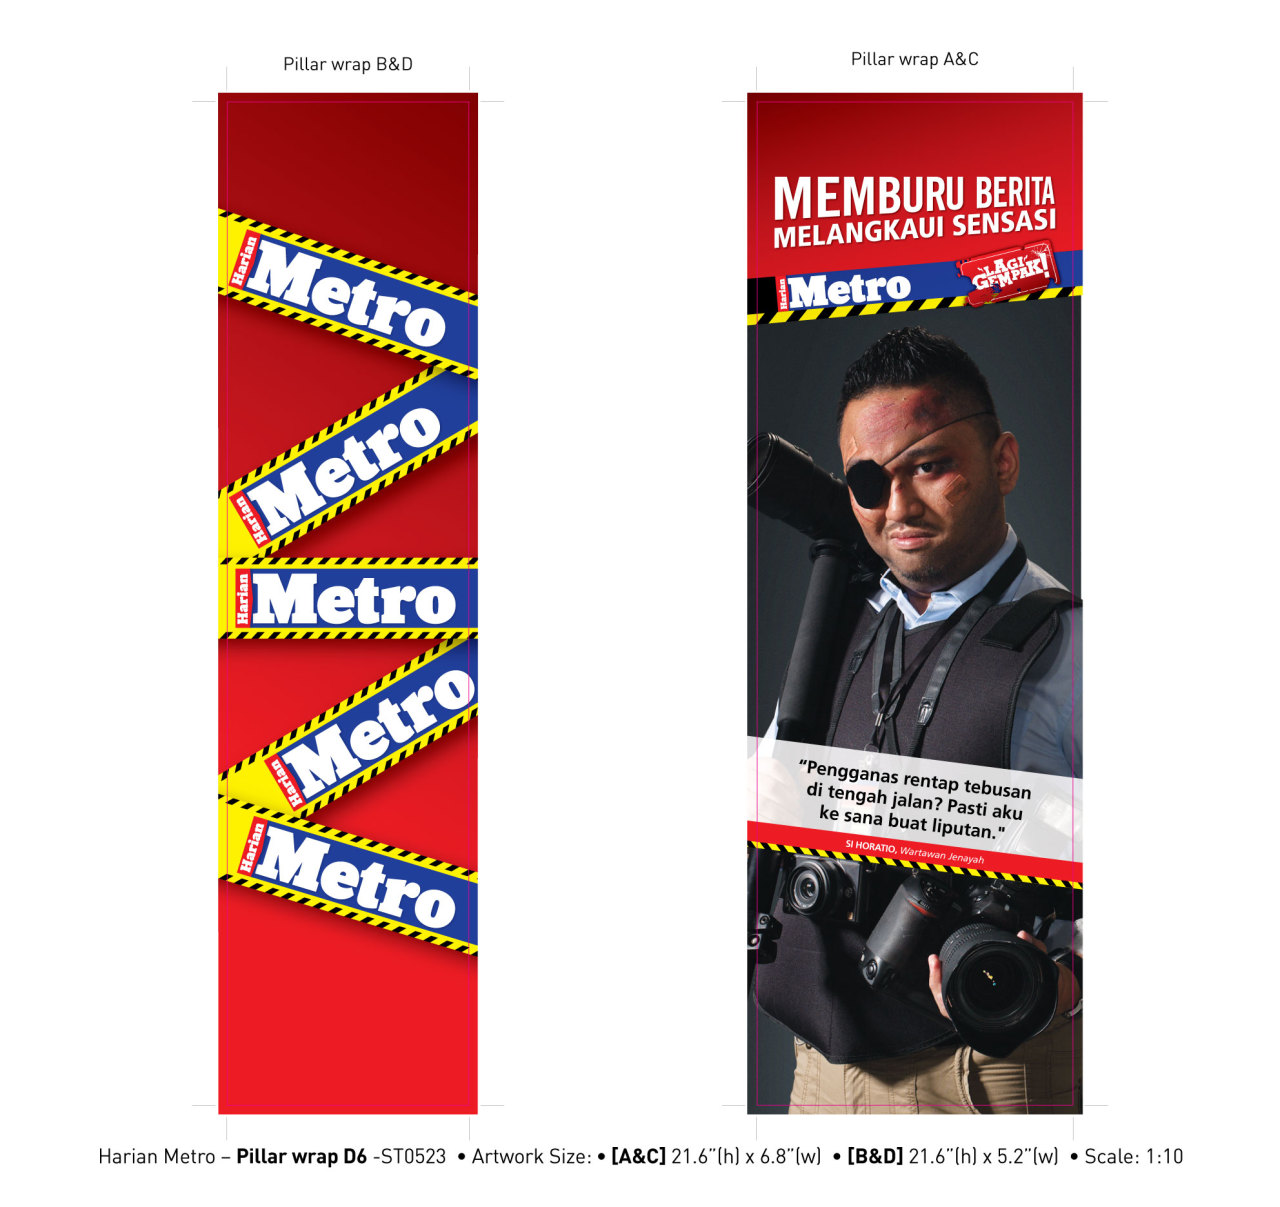 Pillar wrap B&D
Harian Metro
Harian Metro
Harian Metro
Harian Metro
Harian Metro
Pillar wrap A&C
MEMBURU BERITA
MELANGKAUI SENSASI
Harian Metro
LAGI
GEMPAK!
“Pengganas rentap tebusan
di tengah jalan? Pasti aku
ke sana buat liputan."
SI HORATIO, Wartawan Jenayah
Harian Metro – Pillar wrap D6 -ST0523 • Artwork Size: • [A&C] 21.6”(h) x 6.8”(w) • [B&D] 21.6”(h) x 5.2”(w) • Scale: 1:10